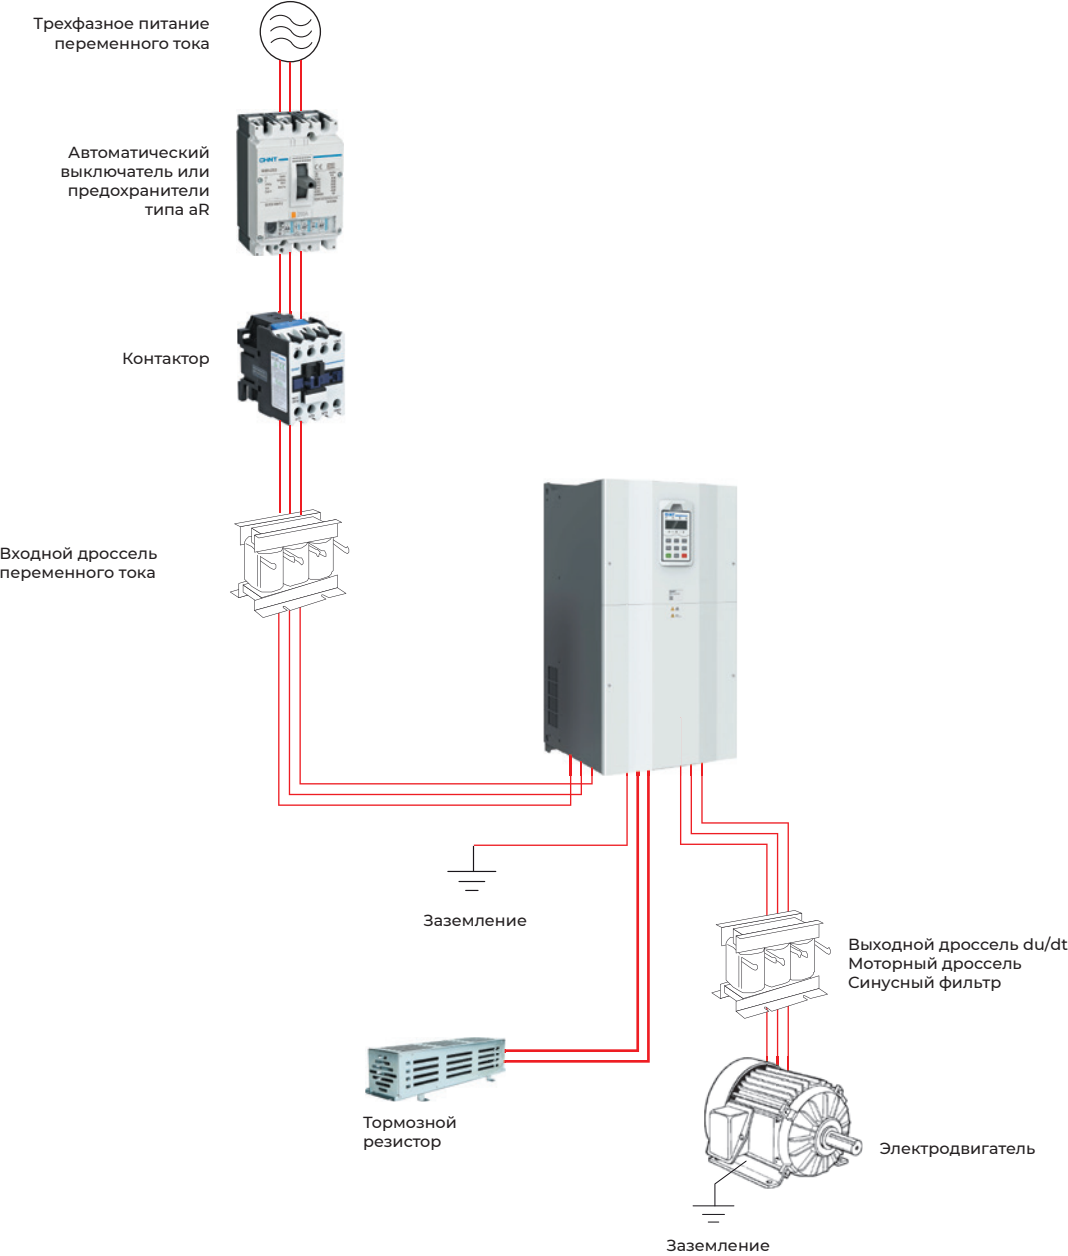 Трехфазное питание
переменного тока
Автоматический
выключатель или
предохранители
типа aR
CHNT
Контактор
Входной дроссель
переменного тока
Заземление
Выходной дроссель du/dt
Моторный дроссель
Синусный фильтр
Тормозной
резистор
Электродвигатель
Заземление